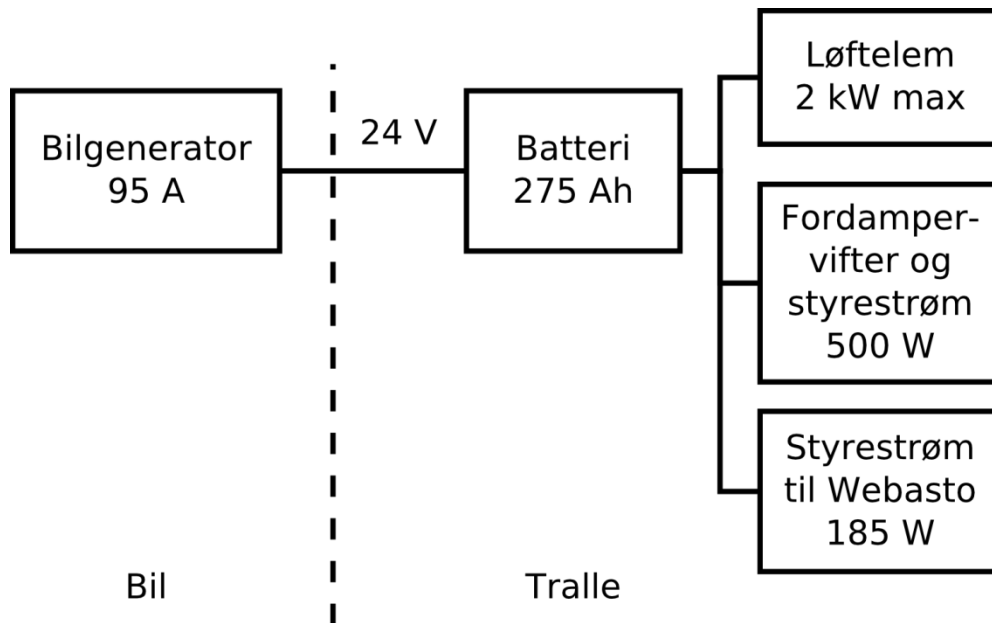 Bilgenerator
95 A
24 V
Batteri
275 Ah
Løftelem
2 kW max
Fordamper-
vifter og
styrestrøm
500 W
Styrestrøm
til Webasto
185 W
Bil
Tralle